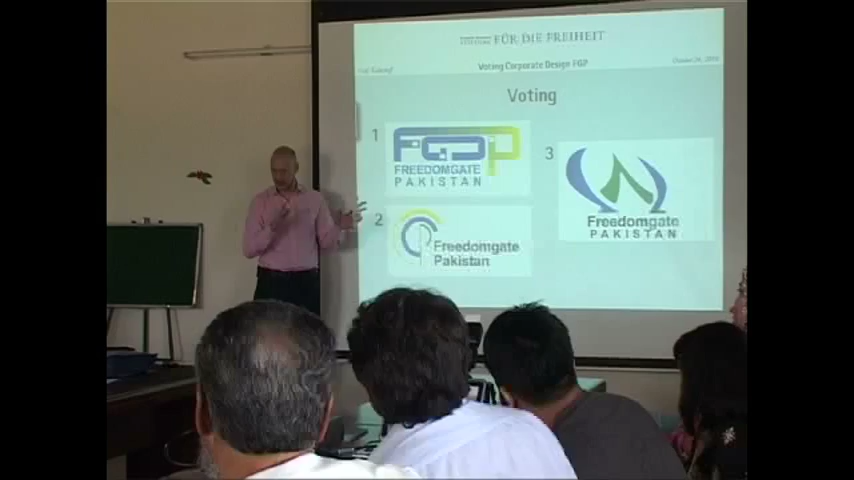 FÜR DIE FREIHEIT
Voting Corporate Design FGP
Voting
1
FGP
FREEDOMGATE
PAKISTAN
2
Freedomgate
Pakistan
3
Freedomgate
PAKISTAN